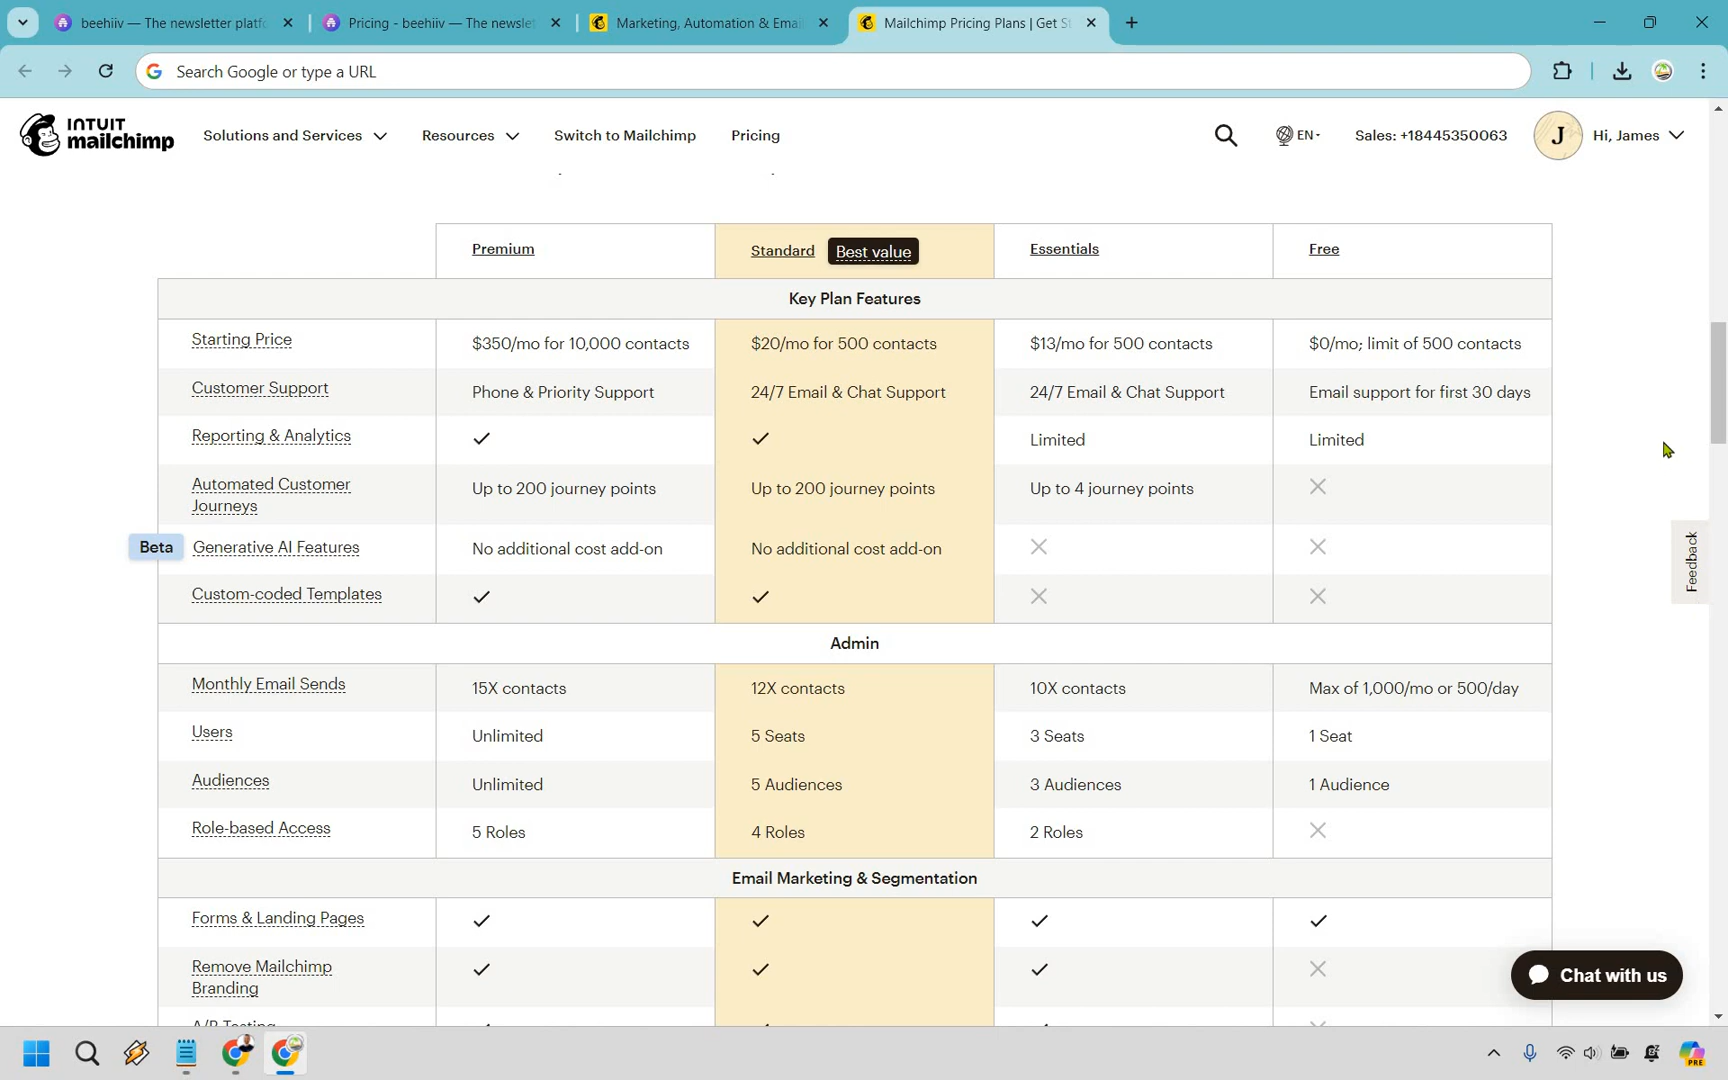 beehiiv — The newsletter platf
Pricing - beehiiv — The newslet
Marketing, Automation & Emai
Mailchimp Pricing Plans | Get St
Search Google or type a URL
INTUIT
mailchimp
Solutions and Services
Resources
Switch to Mailchimp
Pricing
EN
Sales: +18445350063
J
Hi, James
Premium
Standard
Best value
Essentials
Free
Key Plan Features
Starting Price
$350/mo for 10,000 contacts
$20/mo for 500 contacts
$13/mo for 500 contacts
$0/mo; limit of 500 contacts
Customer Support
Phone & Priority Support
24/7 Email & Chat Support
24/7 Email & Chat Support
Email support for first 30 days
Reporting & Analytics
Limited
Limited
Automated Customer
Journeys
Up to 200 journey points
Up to 200 journey points
Up to 4 journey points
Beta
Generative AI Features
No additional cost add-on
No additional cost add-on
Custom-coded Templates
Feedback
Admin
Monthly Email Sends
15X contacts
12X contacts
10X contacts
Max of 1,000/mo or 500/day
Users
Unlimited
5 Seats
3 Seats
1 Seat
Audiences
Unlimited
5 Audiences
3 Audiences
1 Audience
Role-based Access
5 Roles
4 Roles
2 Roles
Email Marketing & Segmentation
Forms & Landing Pages
Remove Mailchimp
Branding
A/B Testing
Chat with us
PRE